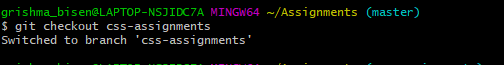 grishma_bisen@LAPTOP-NSJIDC7A MINGW64 ~/Assignments (master)
$ git checkout css-assignments
Switched to branch 'css-assignments'